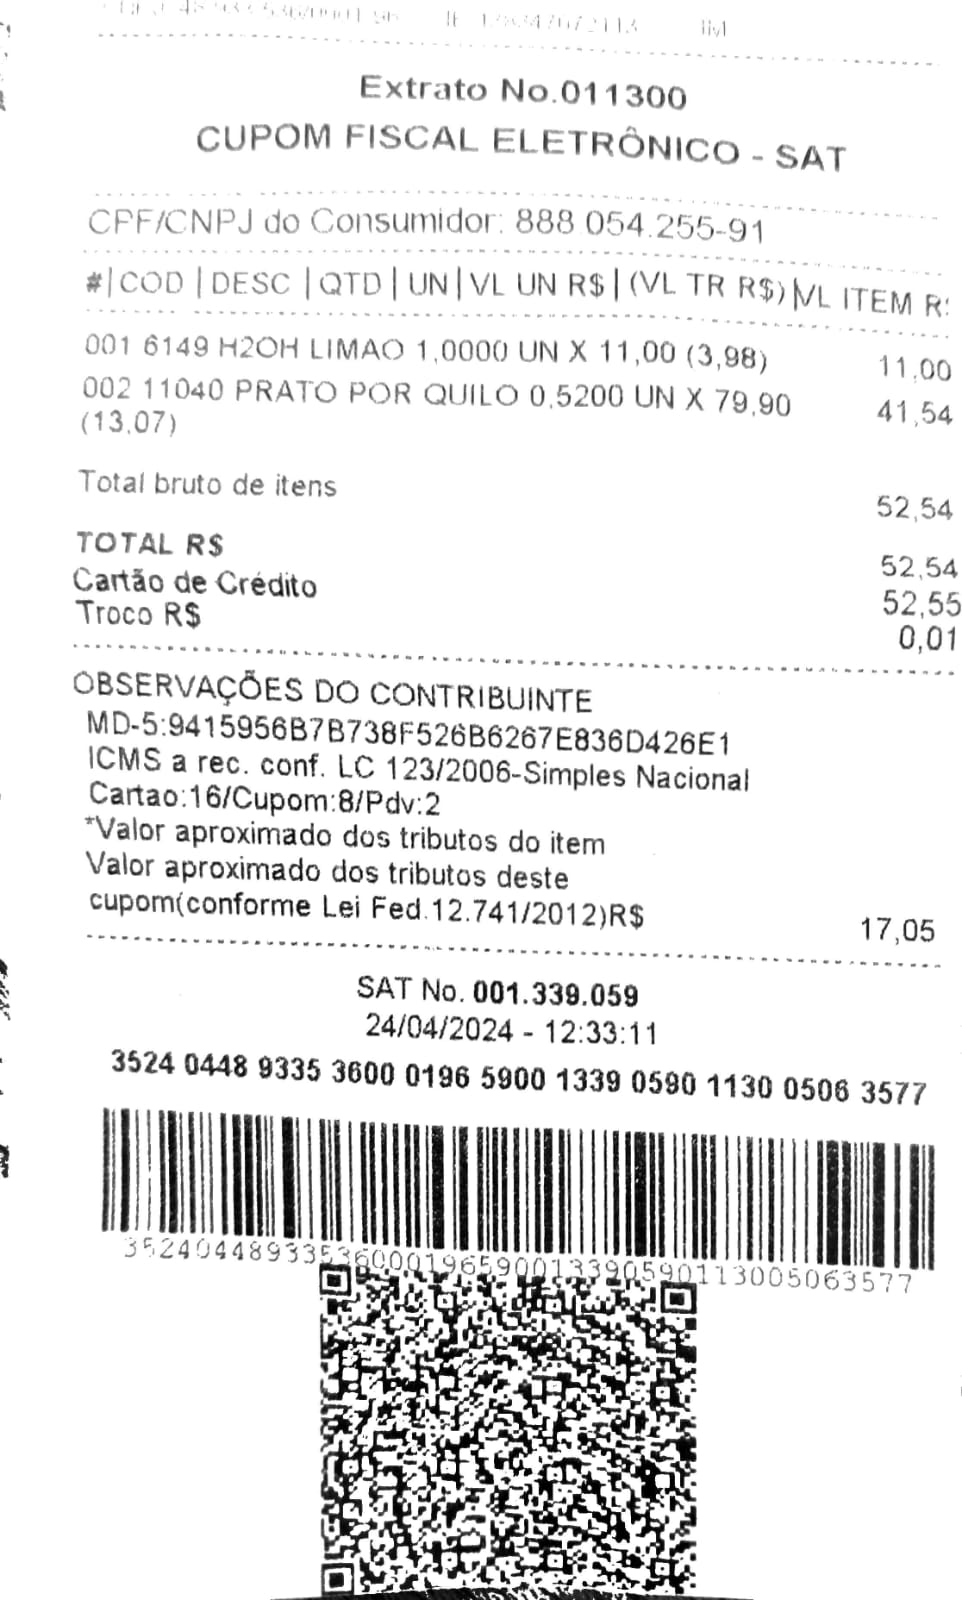 Extrato No.011300
CUPOM FISCAL ELETRÔNICO - SAT
CPF/CNPJ do Consumidor: 888.054.255-91
#|COD | DESC | QTD | UN | VL UN R$ | (VL TR R$) |VL ITEM R
001 6149 H2OH LIMAO 1,0000 UN X 11,00 (3,98) 11,00
002 11040 PRATO POR QUILO 0,5200 UN X 79,90 41,54
(13,07)
Total bruto de itens 52,54
TOTAL R$ 52,54
Cartão de Crédito 52,55
Troco R$ 0,01
OBSERVAÇÕES DO CONTRIBUINTE
MD-5:9415956B7B738F526B6267E836D426E1
ICMS a rec. conf. LC 123/2006-Simples Nacional
Cartao:16/Cupom:8/Pdv:2
*Valor aproximado dos tributos do item
Valor aproximado dos tributos deste
cupom(conforme Lei Fed.12.741/2012)R$ 17,05
SAT No. 001.339.059
24/04/2024 - 12:33:11
3524 0448 9335 3600 0196 5900 1339 0590 1130 0506 3577
35240448933536000196590013390590113005063577